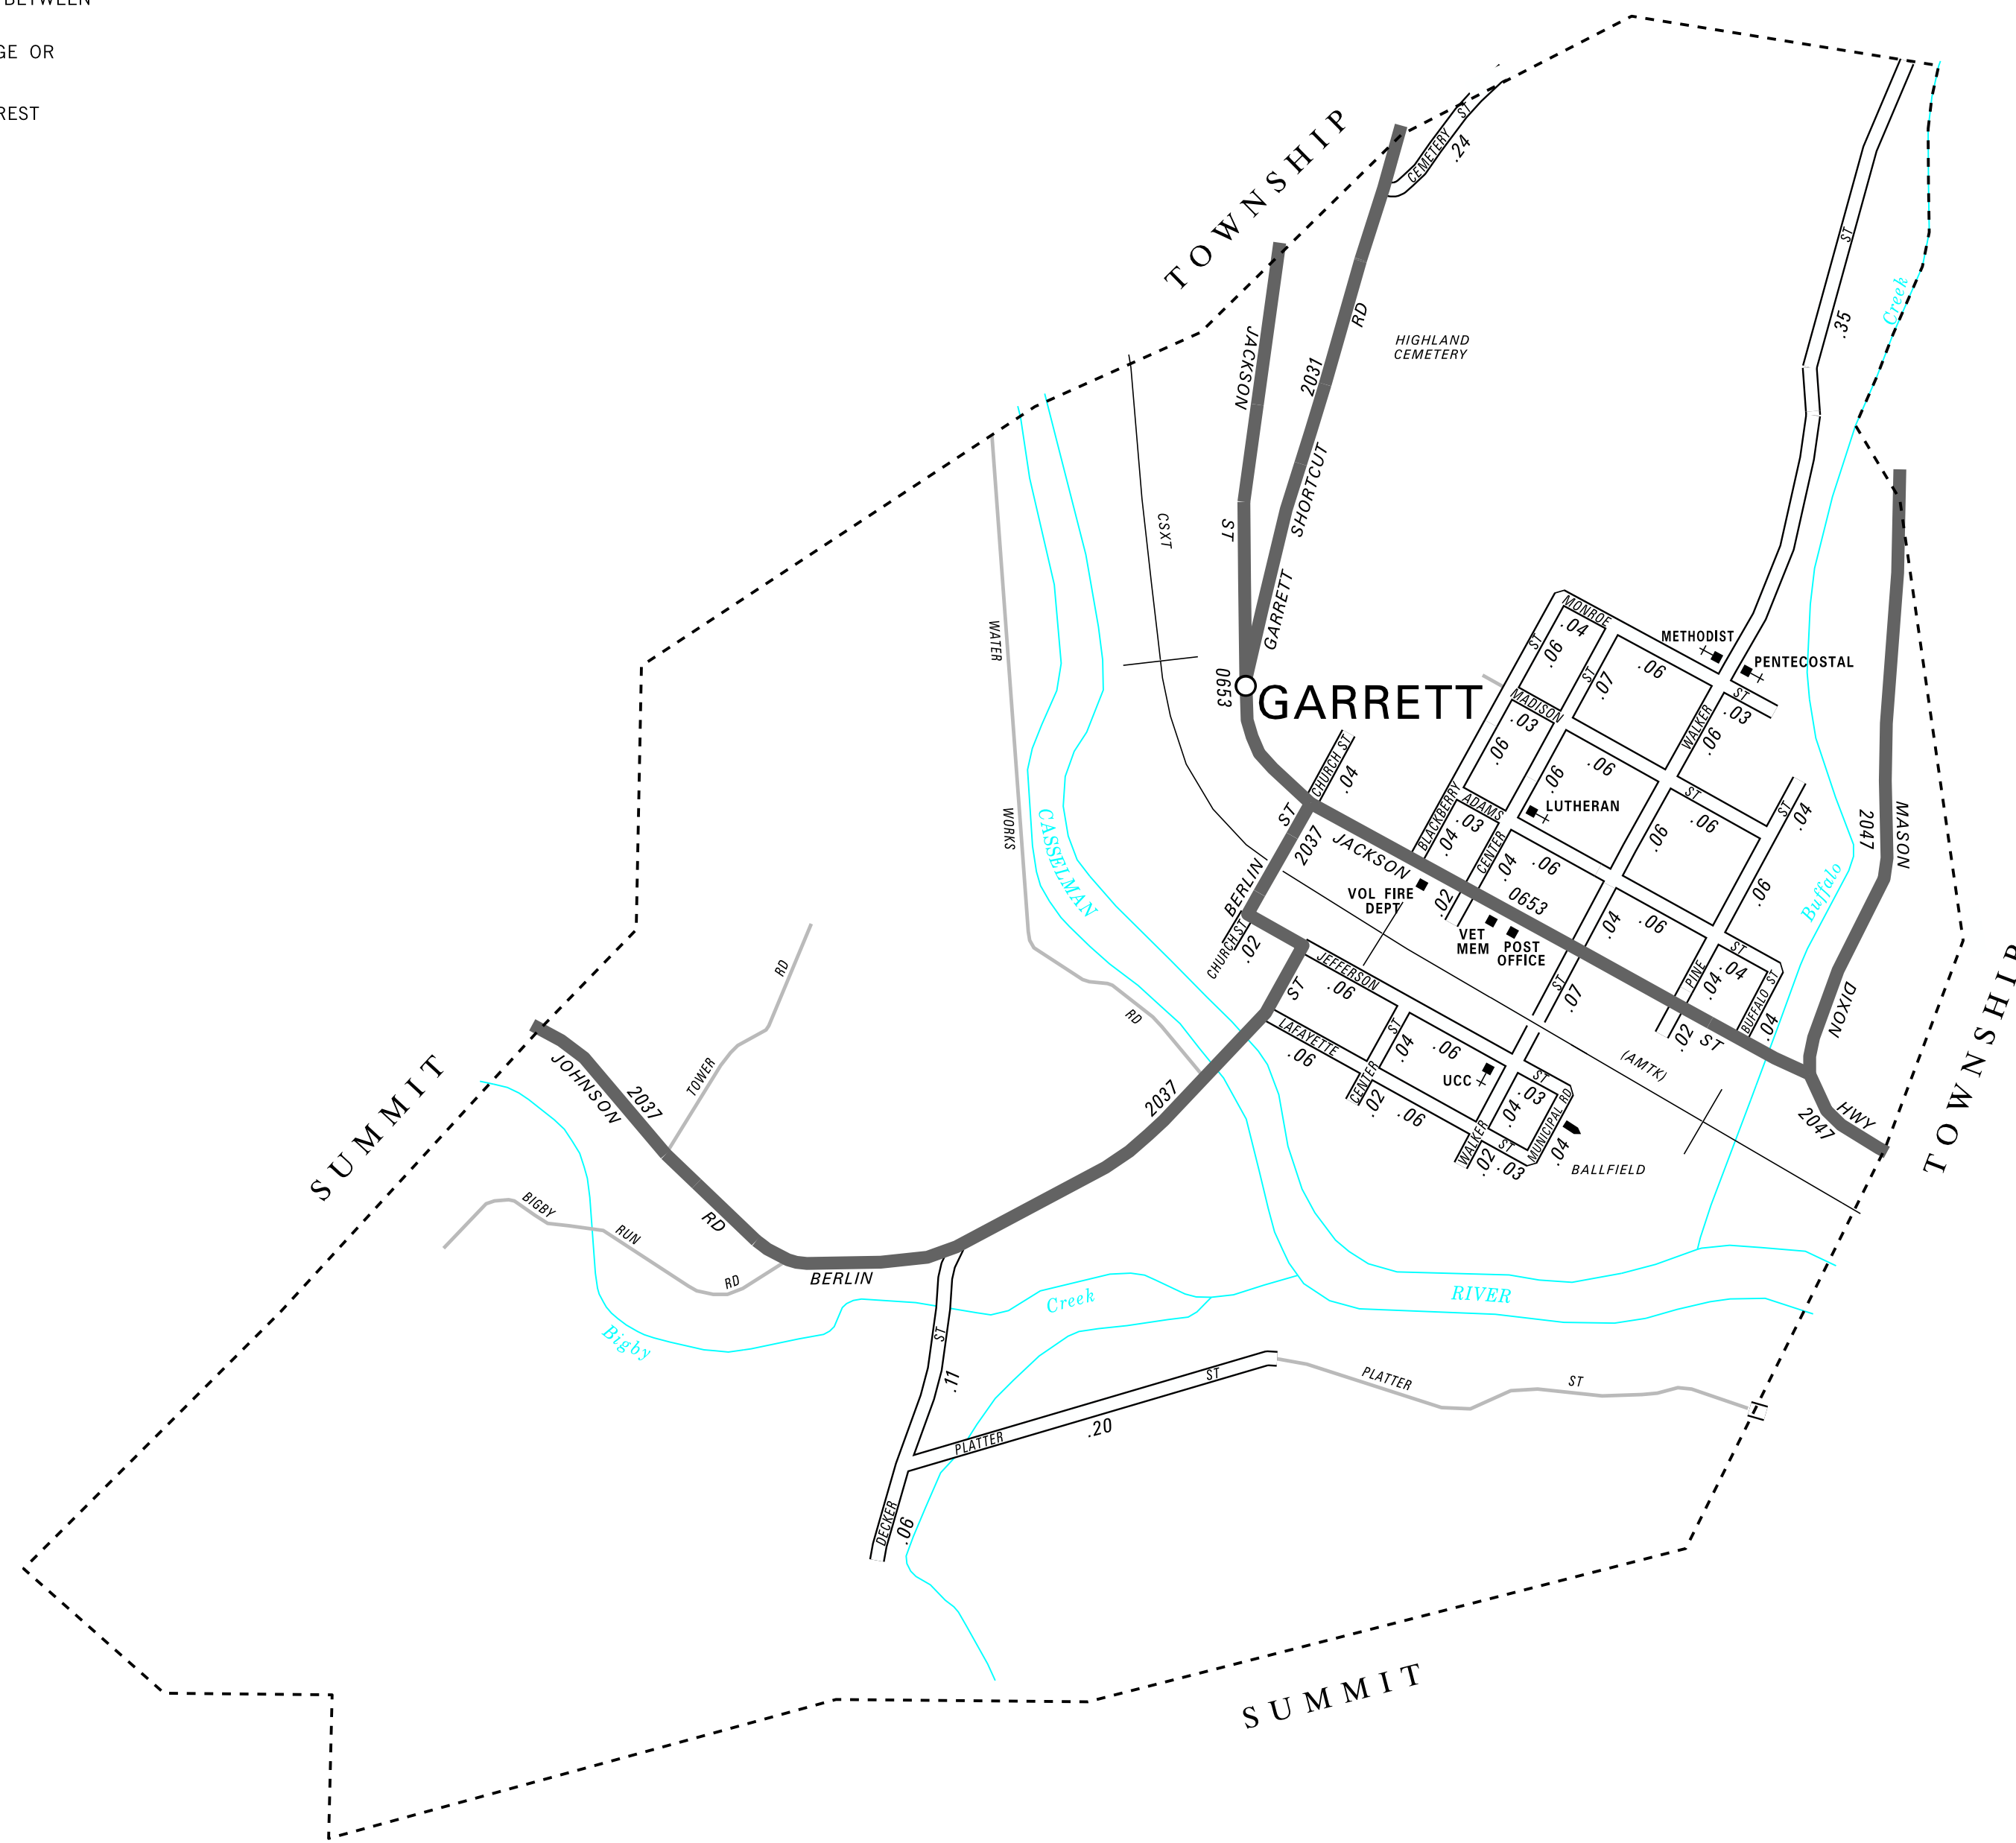 BETWEEN
GE OR
REST
TOWNSHIP
CEMETERY ST
.24
JACKSON
ST
2031
RD
GARRETT
SHORTCUT
HIGHLAND
CEMETERY
ST
.35
Creek
CSXT
WATER
WORKS
RD
0653
GARRETT
CASSELMAN
MONROE
.04
ST
.06
ST
.07
.06
METHODIST
PENTECOSTAL
ST
.03
MADISON
.03
.06
.06
.06
WALKER
.06
ST
.06
ADAMS
.03
LUTHERAN
BLACKBERRY
.04
CENTER
.04
.06
.06
ST
.04
.06
CHURCH ST
.04
ST
2037
BERLIN
JACKSON
VOL FIRE
DEPT
.02
0653
VET
MEM
POST
OFFICE
.04
.06
ST
.04
PINE
.04
BUFFALO ST
.04
.02
ST
2047
MASON
DIXON
HWY
2047
Buffalo
CHURCH ST
.02
JEFFERSON
.06
ST
LAFAYETTE
.06
ST
.04
.06
ST
.07
(AMTK)
UCC
ST
.03
.04
MUNICIPAL RD
.04
CENTER
.02
.06
WALKER
.02
ST
.03
BALLFIELD
TOWNSHIP
SUMMIT
JOHNSON
2037
TOWER
RD
RD
2037
BIGBY
RUN
RD
BERLIN
Bigby
Creek
RIVER
ST
.11
PLATTER
ST
.20
PLATTER
ST
DECKER
.06
SUMMIT